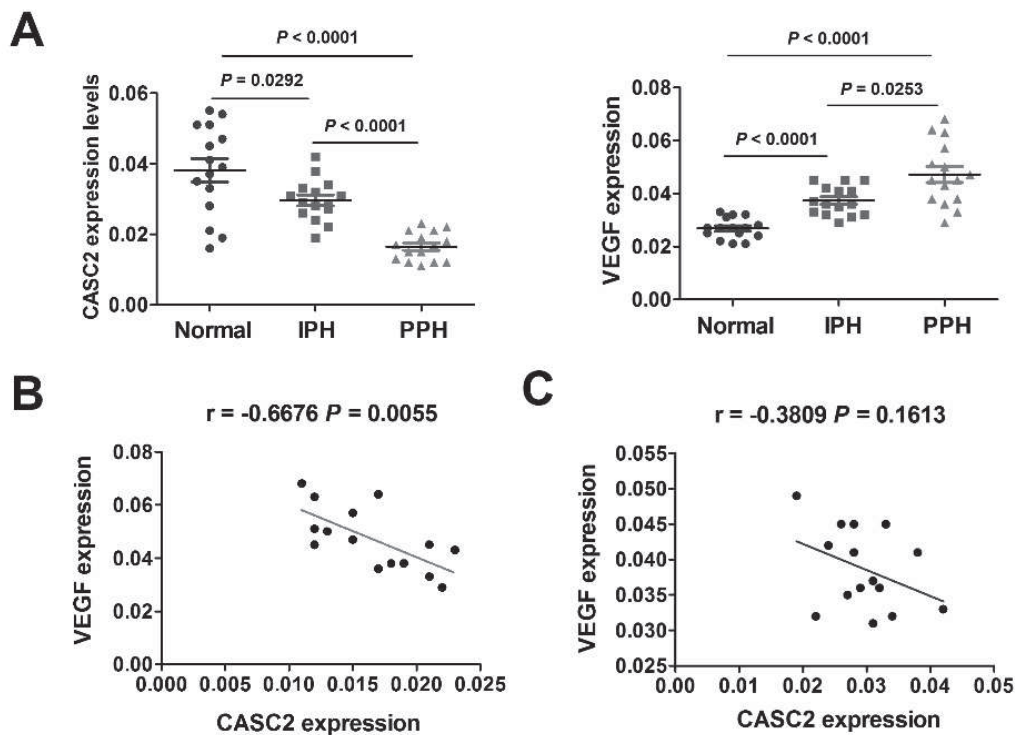 A
P < 0.0001
P = 0.0292
P < 0.0001
CASC2 expression levels
0.06
0.04
0.02
0.00
Normal IPH PPH
P < 0.0001
P = 0.0253
P < 0.0001
VEGF expression
0.08
0.06
0.04
0.02
0.00
Normal IPH PPH
B
r = -0.6676 P = 0.0055
VEGF expression
0.08
0.06
0.04
0.02
0.00
0.000 0.005 0.010 0.015 0.020 0.025
CASC2 expression
C
r = -0.3809 P = 0.1613
VEGF expression
0.055
0.050
0.045
0.040
0.035
0.030
0.025
0.00 0.01 0.02 0.03 0.04 0.05
CASC2 expression